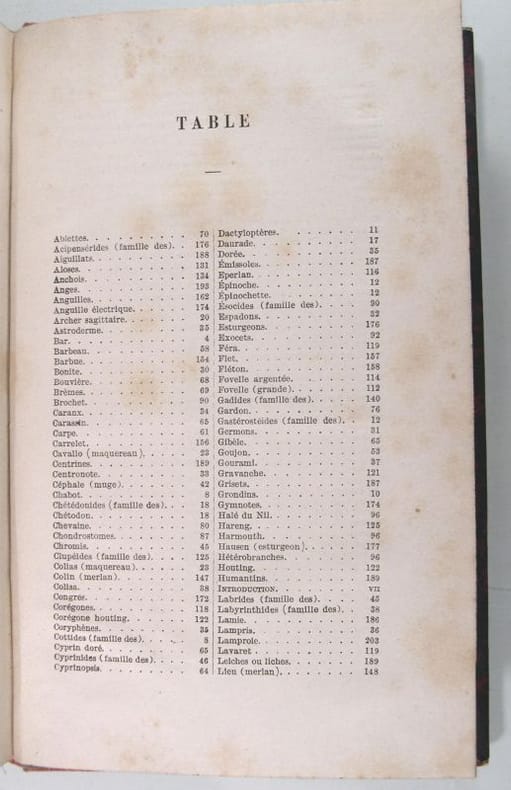 TABLE
Ablettes. 70
Acipensérides (famille des). 176
Aiguillats. 188
Aloses. 131
Anchois. 134
Anges. 193
Anguilles. 162
Anguille électrique. 174
Archer sagittaire. 20
Astroderme. 35
Bar. 4
Barbeau. 58
Barbue. 154
Bonite. 30
Bouvière. 68
Brèmes. 69
Brochet. 90
Caranx. 34
Carassin. 65
Carpe. 61
Carrelet. 156
Cavallo (maquereau). 23
Centrines. 189
Centronote. 33
Céphale (muge). 42
Chabot. 8
Chétédonides (famille des). 18
Chétodon. 18
Chevaine. 80
Chondrostomes. 87
Chromis. 45
Clupéides (famille des). 125
Colias (maquereau). 23
Colin (merlan). 147
Colisa. 38
Congres. 172
Corégones. 118
Corégone houting. 122
Coryphènes. 35
Cottides (famille des). 8
Cyprin doré. 65
Cyprinides (famille des). 46
Cyprinopsis. 64
Dactyloptères. 11
Daurade. 17
Dorée. 35
Émissoles. 187
Eperlan. 116
Épinoche. 12
Épinochette. 12
Ésocides (famille des). 90
Espadons. 32
Esturgeons. 176
Exocets. 92
Féra. 119
Flet. 157
Fléton. 158
Fovelle argentée. 114
Fovelle (grande). 112
Gadides (famille des). 140
Gardon. 76
Gastérostéides (famille des). 12
Germons. 31
Gibèle. 65
Goujon. 53
Gourami. 37
Gravanche. 121
Grisets. 187
Grondins. 10
Gymnotes. 174
Halé du Nil. 96
Hareng. 125
Harmouth. 96
Hausen (esturgeon). 177
Hétérobranches. 96
Houting. 122
Humantins. 189
INTRODUCTION. VII
Labrides (famille des). 43
Labyrinthides (famille des). 38
Lamie. 186
Lampris. 36
Lamproie. 203
Lavaret 119
Leiches ou liches. 189
Lieu (merlan). 148